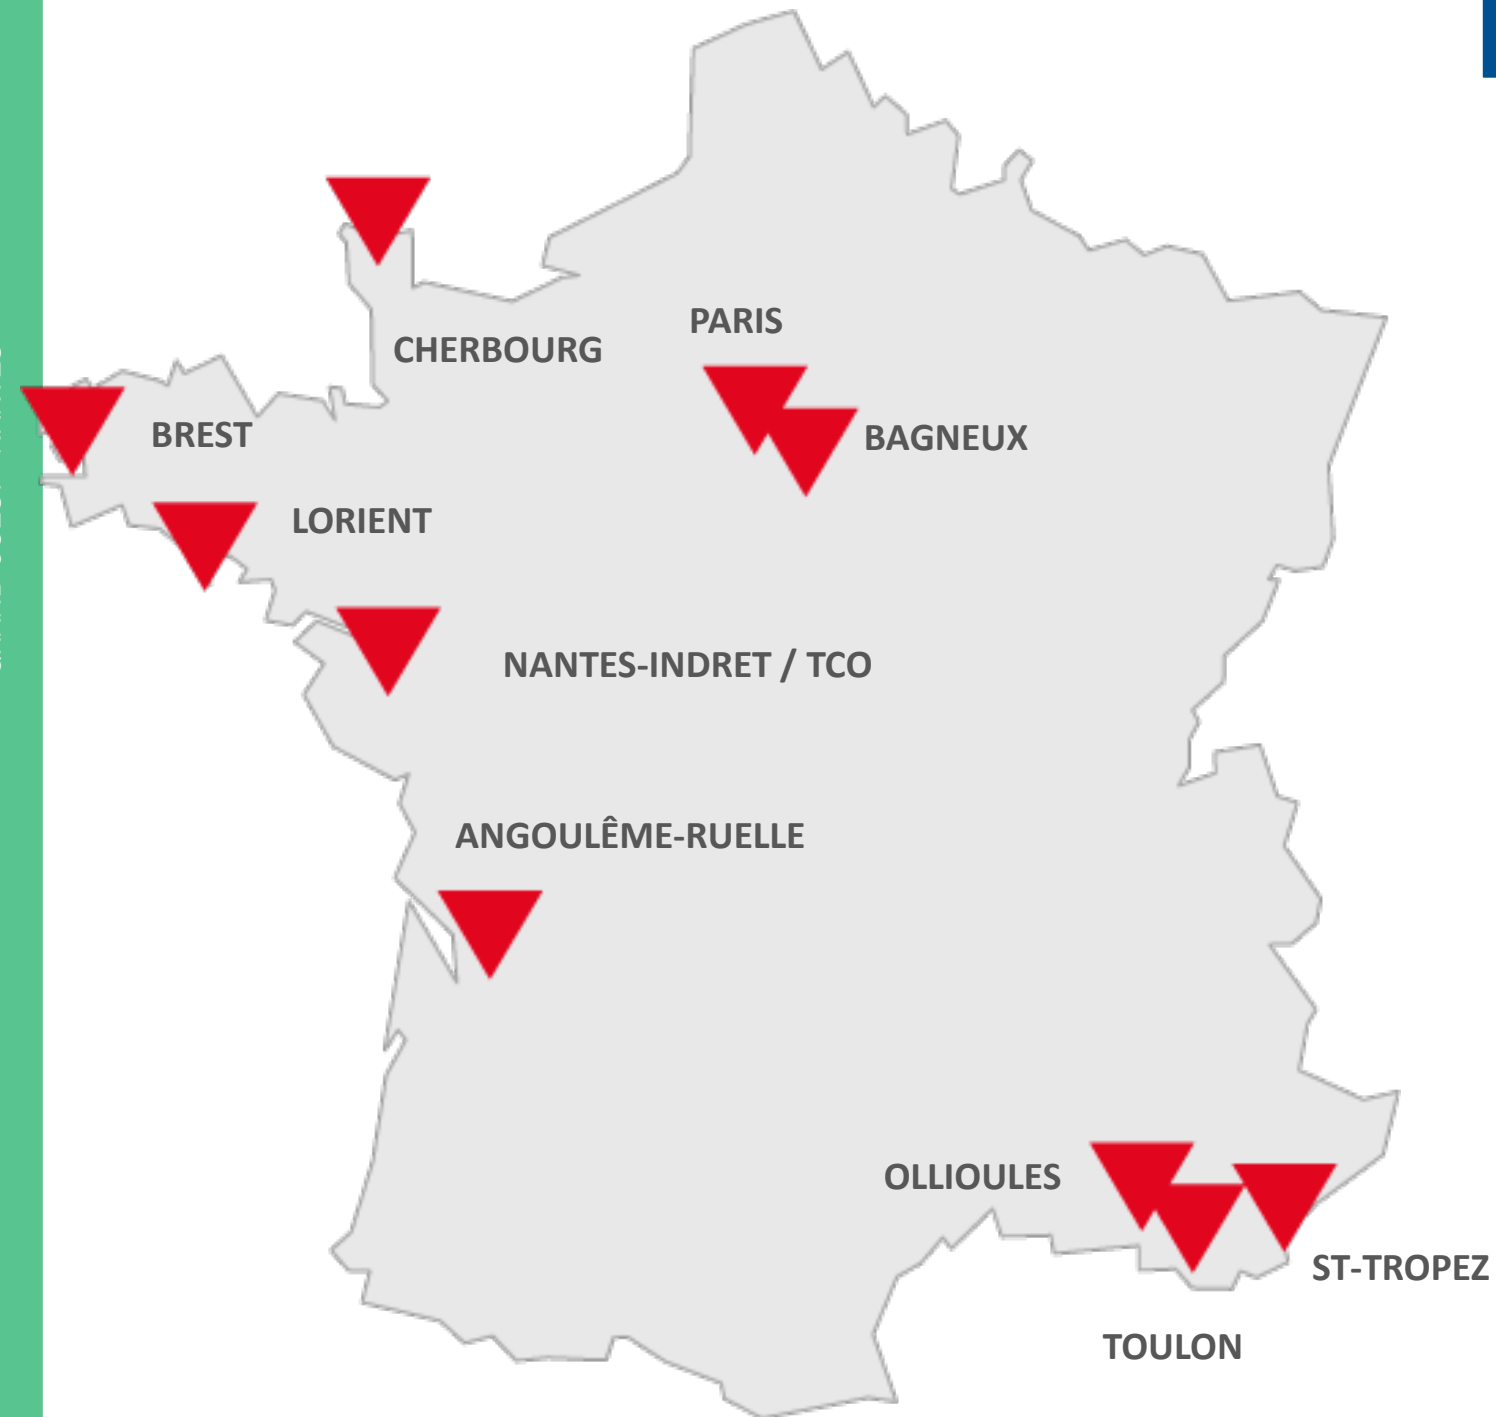 PARIS
CHERBOURG
BREST
BAGNEUX
LORIENT
NANTES-INDRET / TCO
ANGOULÊME-RUELLE
OLLIOULES
ST-TROPEZ
TOULON